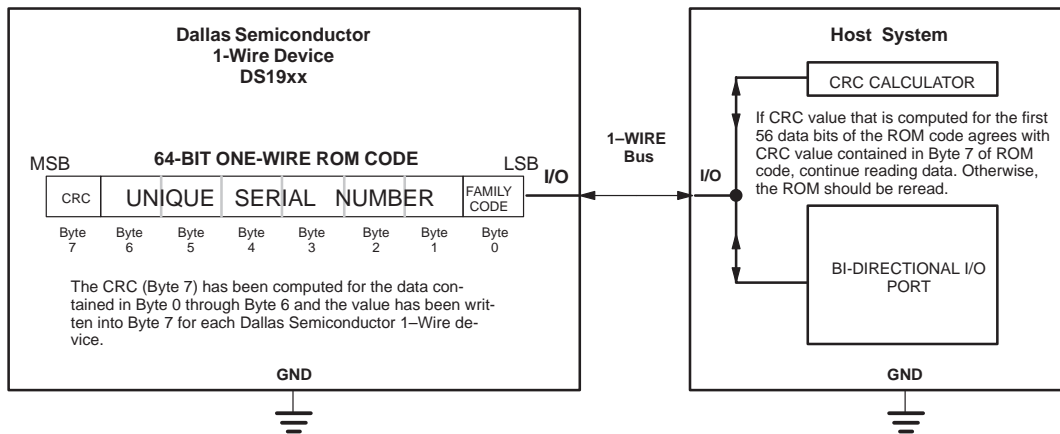 Dallas Semiconductor
1-Wire Device
DS19xx
MSB
64-BIT ONE-WIRE ROM CODE
LSB
I/O
CRC
UNIQUE SERIAL NUMBER
FAMILY
CODE
Byte
7
Byte
6
Byte
5
Byte
4
Byte
3
Byte
2
Byte
1
Byte
0
The CRC (Byte 7) has been computed for the data con-
tained in Byte 0 through Byte 6 and the value has been writ-
ten into Byte 7 for each Dallas Semiconductor 1–Wire de-
vice.
GND
1–WIRE
Bus
Host System
CRC CALCULATOR
If CRC value that is computed for the first
56 data bits of the ROM code agrees with
CRC value contained in Byte 7 of ROM
code, continue reading data. Otherwise,
the ROM should be reread.
I/O
BI-DIRECTIONAL I/O
PORT
GND